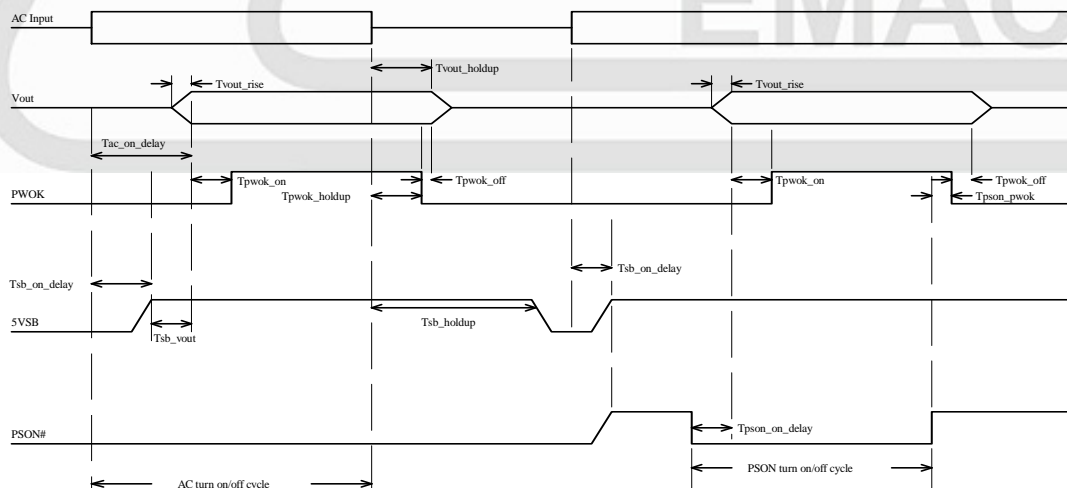 EMAC
AC Input
Tvout_holdup
Tvout_rise
Tvout_rise
Vout
Tac_on_delay
Tpwok_on
Tpwok_off
Tpwok_on
Tpwok_off
PWOK
Tpwok_holdup
Tpson_pwok
Tsb_on_delay
Tsb_on_delay
5VSB
Tsb_holdup
Tsb_vout
PSON#
Tpson_on_delay
AC turn on/off cycle
PSON turn on/off cycle